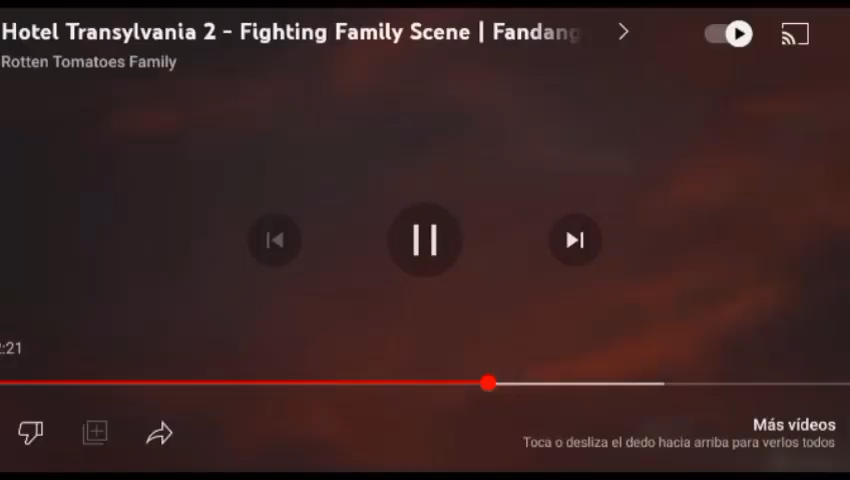 Hotel Transylvania 2 - Fighting Family Scene | Fandang
Rotten Tomatoes Family
:21
Más vídeos
Toca o desliza el dedo hacia arriba para verlos todos